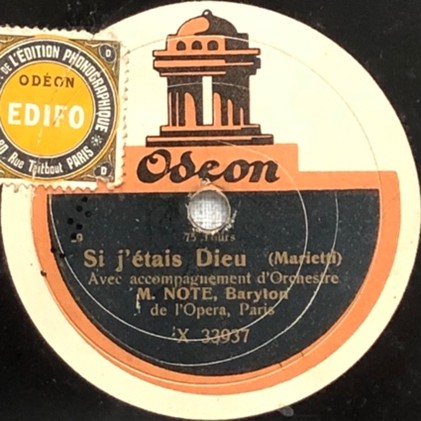 DE L'ÉDITION PHONOGRAPHIQUE
ODÉON
EDIFO
Rue Taitbout PARIS
D
D
Odeon
75 Tours
9
Si j'étais Dieu (Marietti)
Avec accompagnement d'Orchestre
M. NOTE, Baryton
de l'Opera, Paris
X 33937